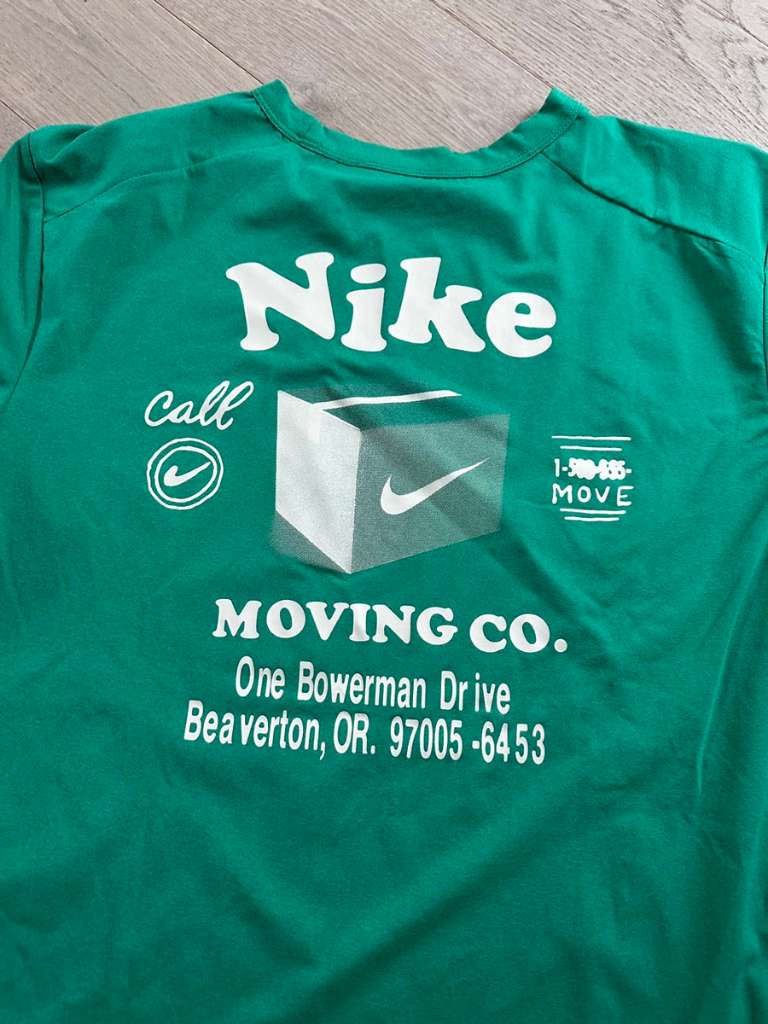 Nike
Call
1-
MOVE
MOVING CO.
One Bowerman Drive
Beaverton, OR. 97005-6453